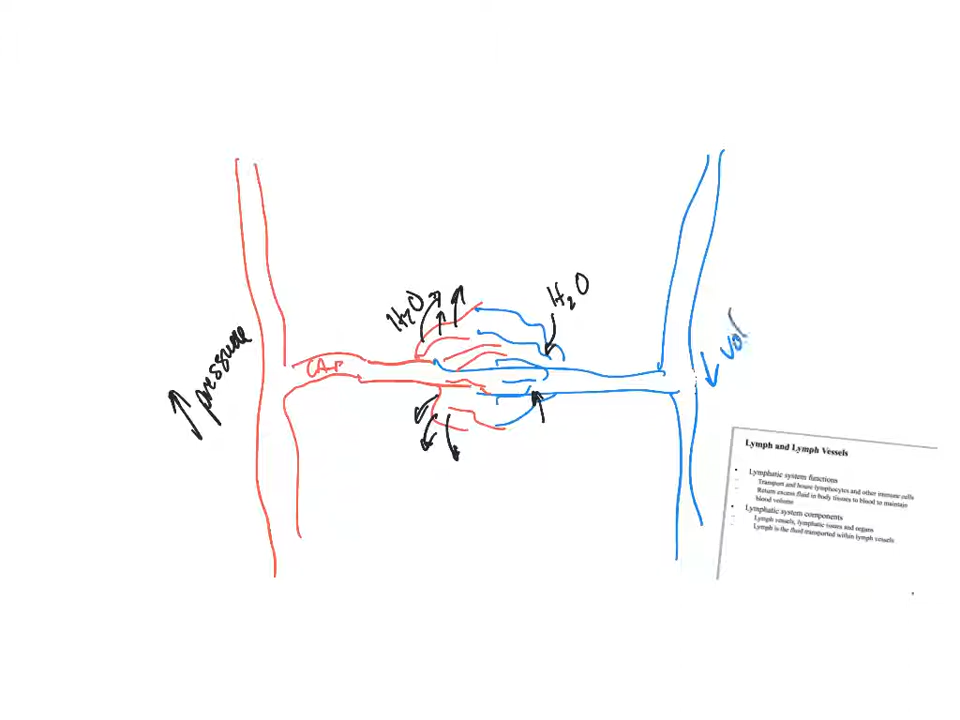 H₂O
H₂O
↑ pressure
CAP
↓ vol
Lymph and Lymph Vessels
• Lymphatic system functions
– Transport and house lymphocytes and other immune cells
– Return excess fluid in body tissues to blood to maintain
blood volume
• Lymphatic system components
– Lymph vessels, lymphatic tissues and organs
– Lymph is the fluid transported within lymph vessels